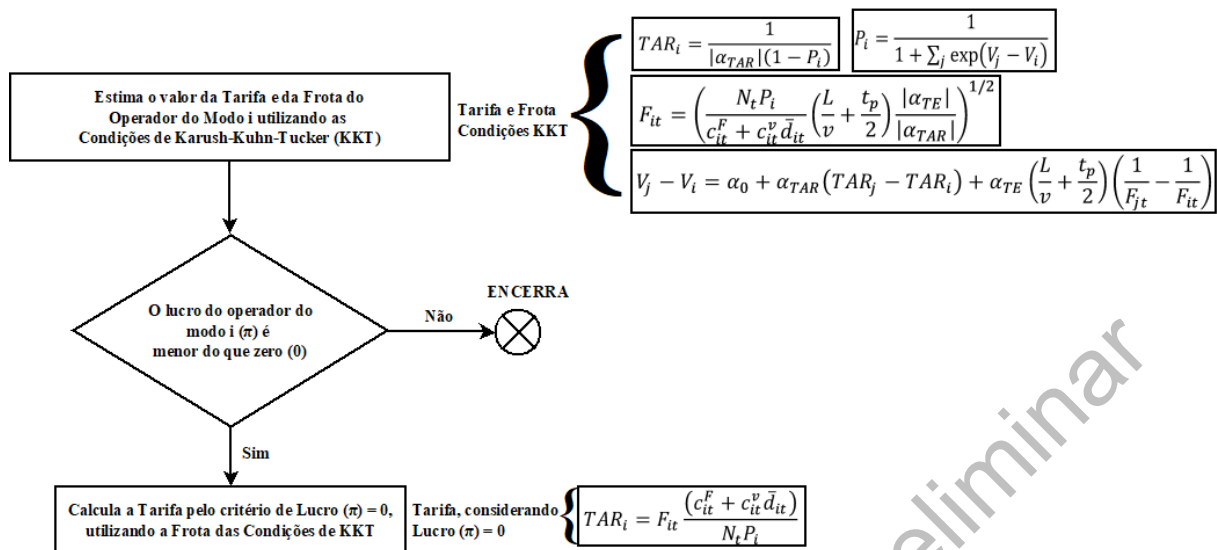 Estima o valor da Tarifa e da Frota do
Operador do Modo i utilizando as
Condições de Karush-Kuhn-Tucker (KKT)
Tarifa e Frota
Condições KKT
TAR_i = 1 / (|α_TAR|(1 − P_i))
P_i = 1 / (1 + ∑_j exp(V_j − V_i))
F_it = (N_t P_i / (c_it^F + c_it^v d̄_it) (L/v + t_p/2) |α_TE| / |α_TAR|)^1/2
V_j − V_i = α_0 + α_TAR(TAR_j − TAR_i) + α_TE (L/v + t_p/2) (1/F_jt − 1/F_it)
O lucro do operador do
modo i (π) é
menor do que zero (0)
Não
ENCERRA
Sim
Calcula a Tarifa pelo critério de Lucro (π) = 0,
utilizando a Frota das Condições de KKT
Tarifa, considerando
Lucro (π) = 0
TAR_i = F_it (c_it^F + c_it^v d̄_it) / (N_t P_i)
eliminar